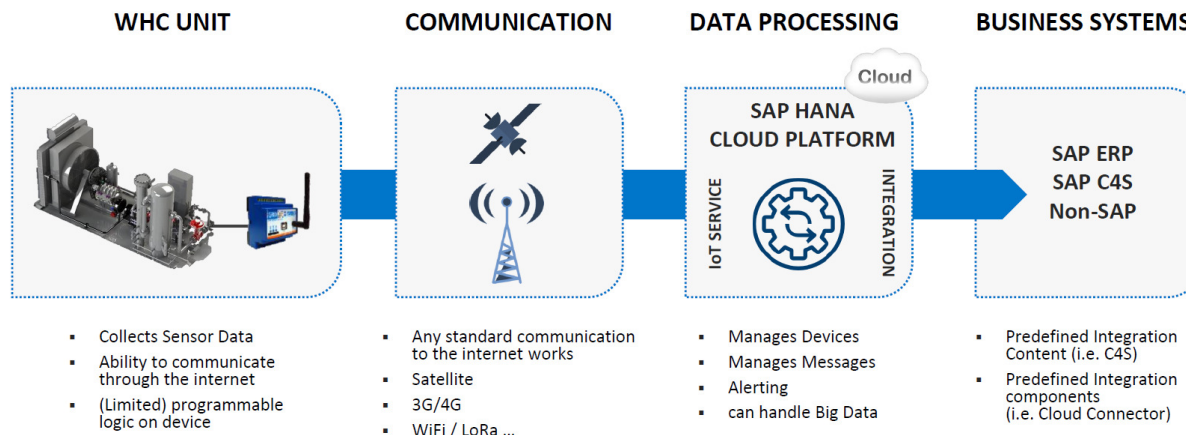 WHC UNIT
COMMUNICATION
DATA PROCESSING
BUSINESS SYSTEMS
Cloud
SAP HANA
CLOUD PLATFORM
IoT SERVICE
INTEGRATION
SAP ERP
SAP C4S
Non-SAP
▪ Collects Sensor Data
▪ Ability to communicate
through the internet
▪ (Limited) programmable
logic on device
▪ Any standard communication
to the internet works
▪ Satellite
▪ 3G/4G
▪ WiFi / LoRa ...
▪ Manages Devices
▪ Manages Messages
▪ Alerting
▪ can handle Big Data
▪ Predefined Integration
Content (i.e. C4S)
▪ Predefined Integration
components
(i.e. Cloud Connector)